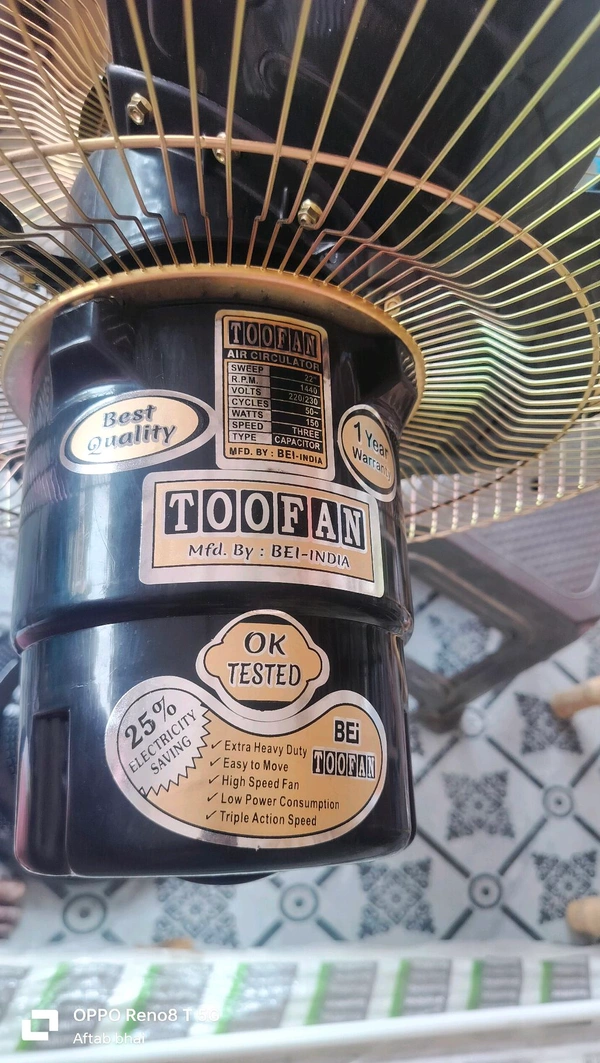 TOOFAN
AIR CIRCULATOR
SWEEP 22"
R.P.M. 1440
VOLTS 220/230
CYCLES 50~
WATTS 150
SPEED THREE
TYPE CAPACITOR
MFD. BY : BEI-INDIA
Best
Quality
1 Year
Warranty
TOOFAN
Mfd. By : BEI-INDIA
OK
TESTED
25%
ELECTRICITY
SAVING
BEi
TOOFAN
✓ Extra Heavy Duty
✓ Easy to Move
✓ High Speed Fan
✓ Low Power Consumption
✓ Triple Action Speed
OPPO Reno8 T
Aftab bhai